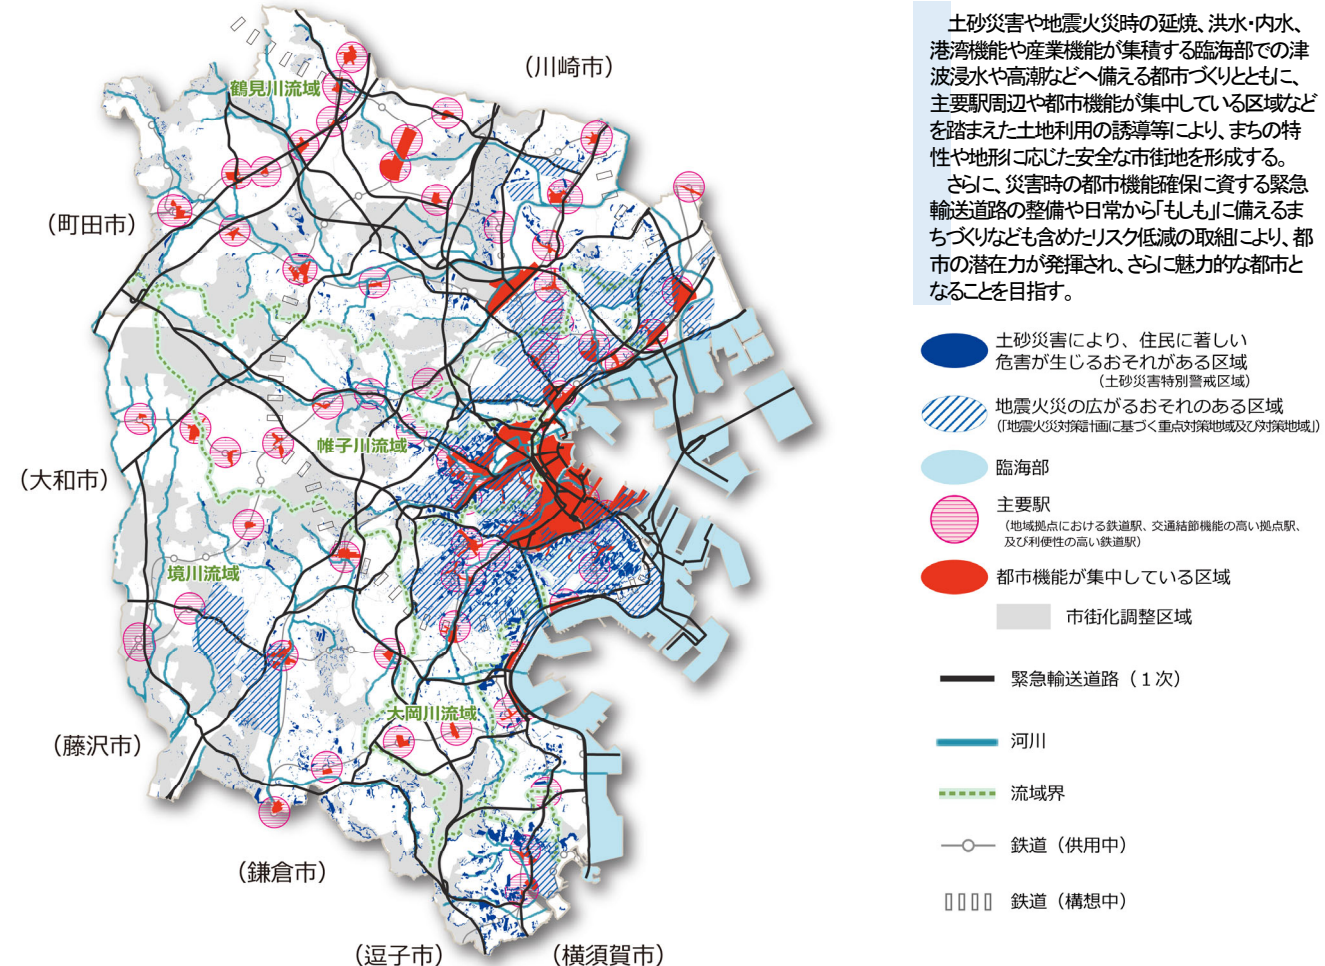 土砂災害や地震火災時の延焼、洪水・内水、
港湾機能や産業機能が集積する臨海部での津
波浸水や高潮などへ備える都市づくりとともに、
主要駅周辺や都市機能が集中している区域など
を踏まえた土地利用の誘導等により、まちの特
性や地形に応じた安全な市街地を形成する。
さらに、災害時の都市機能確保に資する緊急
輸送道路の整備や日常から「もしも」に備えるま
ちづくりなども含めたリスク低減の取組により、都
市の潜在力が発揮され、さらに魅力的な都市と
なることを目指す。
（川崎市）
鶴見川流域
（町田市）
帷子川流域
（大和市）
境川流域
大岡川流域
（藤沢市）
（鎌倉市）
（逗子市）
（横須賀市）
土砂災害により、住民に著しい
危害が生じるおそれがある区域
（土砂災害特別警戒区域）
地震火災の広がるおそれのある区域
（「地震火災対策計画に基づく重点対策地域及び対策地域」）
臨海部
主要駅
（地域拠点における鉄道駅、交通結節機能の高い拠点駅、
及び利便性の高い鉄道駅）
都市機能が集中している区域
市街化調整区域
緊急輸送道路（１次）
河川
流域界
鉄道（供用中）
鉄道（構想中）